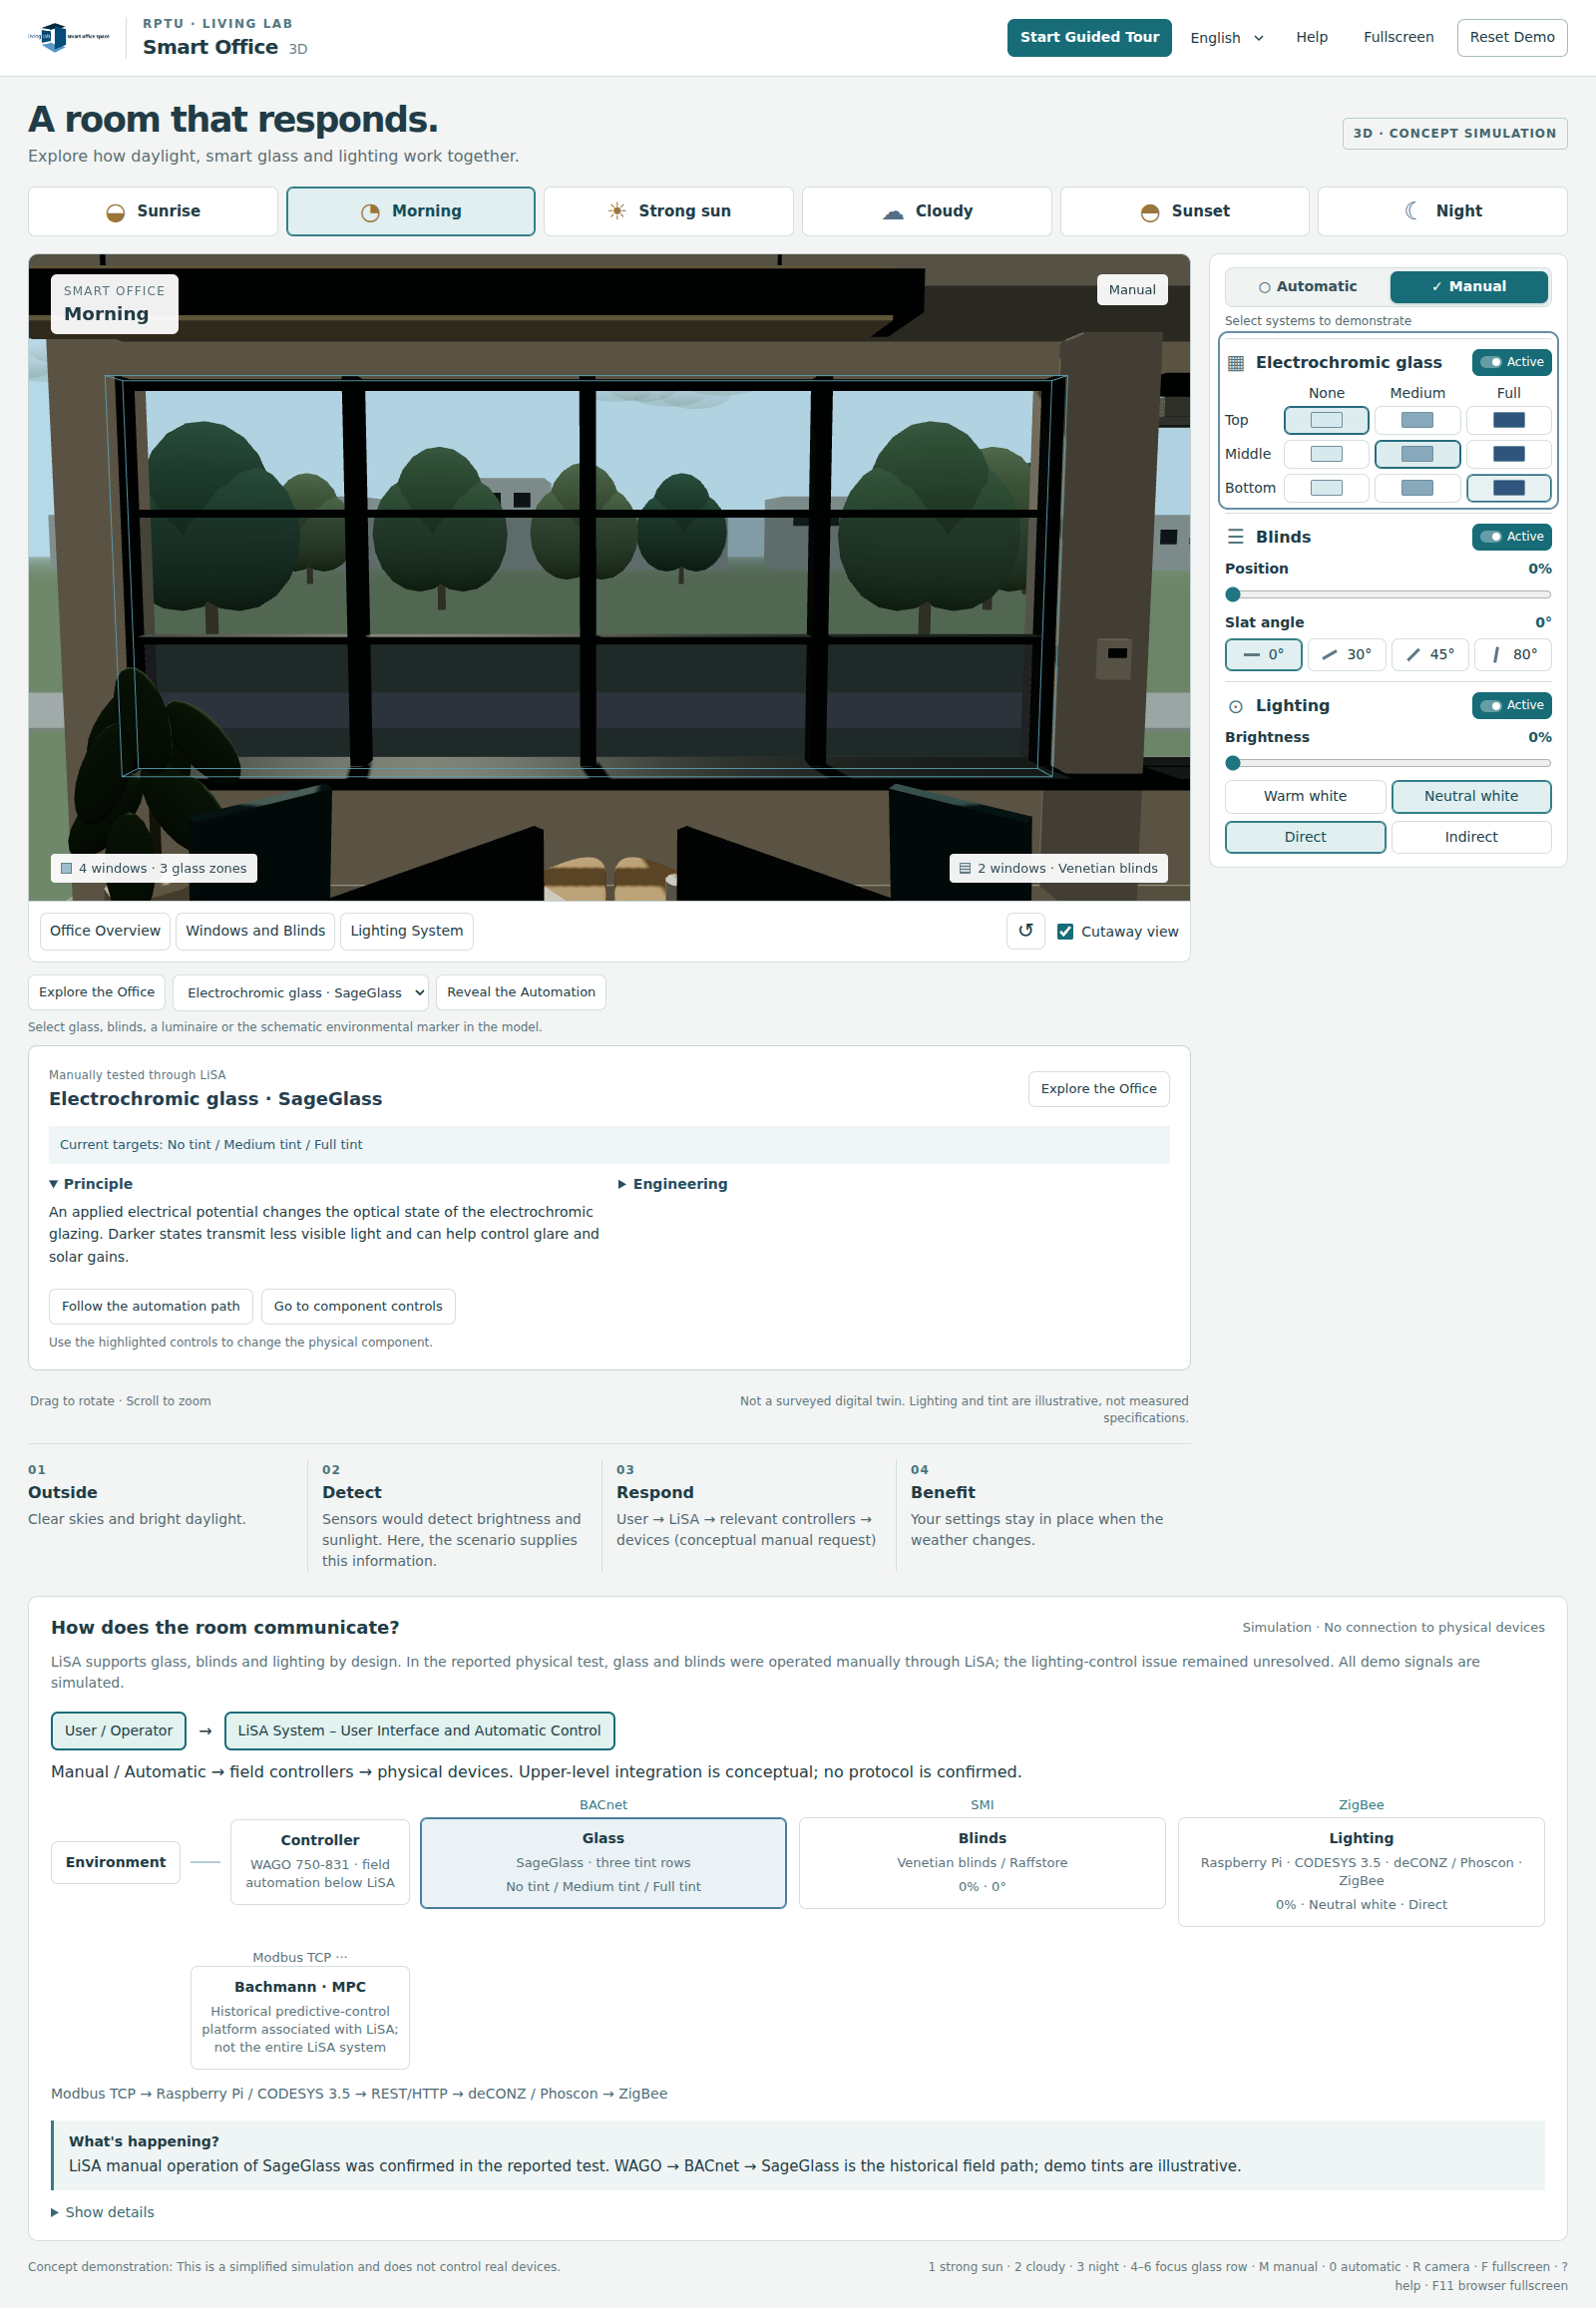 living lab smart office space
RPTU · LIVING LAB
Smart Office 3D
Start Guided Tour
English
Help
Fullscreen
Reset Demo
A room that responds.
Explore how daylight, smart glass and lighting work together.
3D · CONCEPT SIMULATION
Sunrise
Morning
Strong sun
Cloudy
Sunset
Night
SMART OFFICE
Morning
Manual
4 windows · 3 glass zones
2 windows · Venetian blinds
Office Overview
Windows and Blinds
Lighting System
↺
Cutaway view
○ Automatic
✓ Manual
Select systems to demonstrate
Electrochromic glass
Active
None Medium Full
Top
Middle
Bottom
Blinds
Active
Position 0%
Slat angle 0°
0° 30° 45° 80°
Lighting
Active
Brightness 0%
Warm white
Neutral white
Direct
Indirect
Explore the Office
Electrochromic glass · SageGlass
Reveal the Automation
Select glass, blinds, a luminaire or the schematic environmental marker in the model.
Manually tested through LiSA
Electrochromic glass · SageGlass
Explore the Office
Current targets: No tint / Medium tint / Full tint
▼ Principle
An applied electrical potential changes the optical state of the electrochromic
glazing. Darker states transmit less visible light and can help control glare and
solar gains.
▶ Engineering
Follow the automation path
Go to component controls
Use the highlighted controls to change the physical component.
Drag to rotate · Scroll to zoom
Not a surveyed digital twin. Lighting and tint are illustrative, not measured
specifications.
01
Outside
Clear skies and bright daylight.
02
Detect
Sensors would detect brightness and
sunlight. Here, the scenario supplies
this information.
03
Respond
User → LiSA → relevant controllers →
devices (conceptual manual request)
04
Benefit
Your settings stay in place when the
weather changes.
How does the room communicate?
Simulation · No connection to physical devices
LiSA supports glass, blinds and lighting by design. In the reported physical test, glass and blinds were operated manually through LiSA; the lighting-control issue remained unresolved. All demo signals are
simulated.
User / Operator → LiSA System – User Interface and Automatic Control
Manual / Automatic → field controllers → physical devices. Upper-level integration is conceptual; no protocol is confirmed.
Environment
Controller
WAGO 750-831 · field
automation below LiSA
BACnet
Glass
SageGlass · three tint rows
No tint / Medium tint / Full tint
SMI
Blinds
Venetian blinds / Raffstore
0% · 0°
ZigBee
Lighting
Raspberry Pi · CODESYS 3.5 · deCONZ / Phoscon ·
ZigBee
0% · Neutral white · Direct
Modbus TCP ···
Bachmann · MPC
Historical predictive-control
platform associated with LiSA;
not the entire LiSA system
Modbus TCP → Raspberry Pi / CODESYS 3.5 → REST/HTTP → deCONZ / Phoscon → ZigBee
What's happening?
LiSA manual operation of SageGlass was confirmed in the reported test. WAGO → BACnet → SageGlass is the historical field path; demo tints are illustrative.
▶ Show details
Concept demonstration: This is a simplified simulation and does not control real devices.
1 strong sun · 2 cloudy · 3 night · 4–6 focus glass row · M manual · 0 automatic · R camera · F fullscreen · ?
help · F11 browser fullscreen